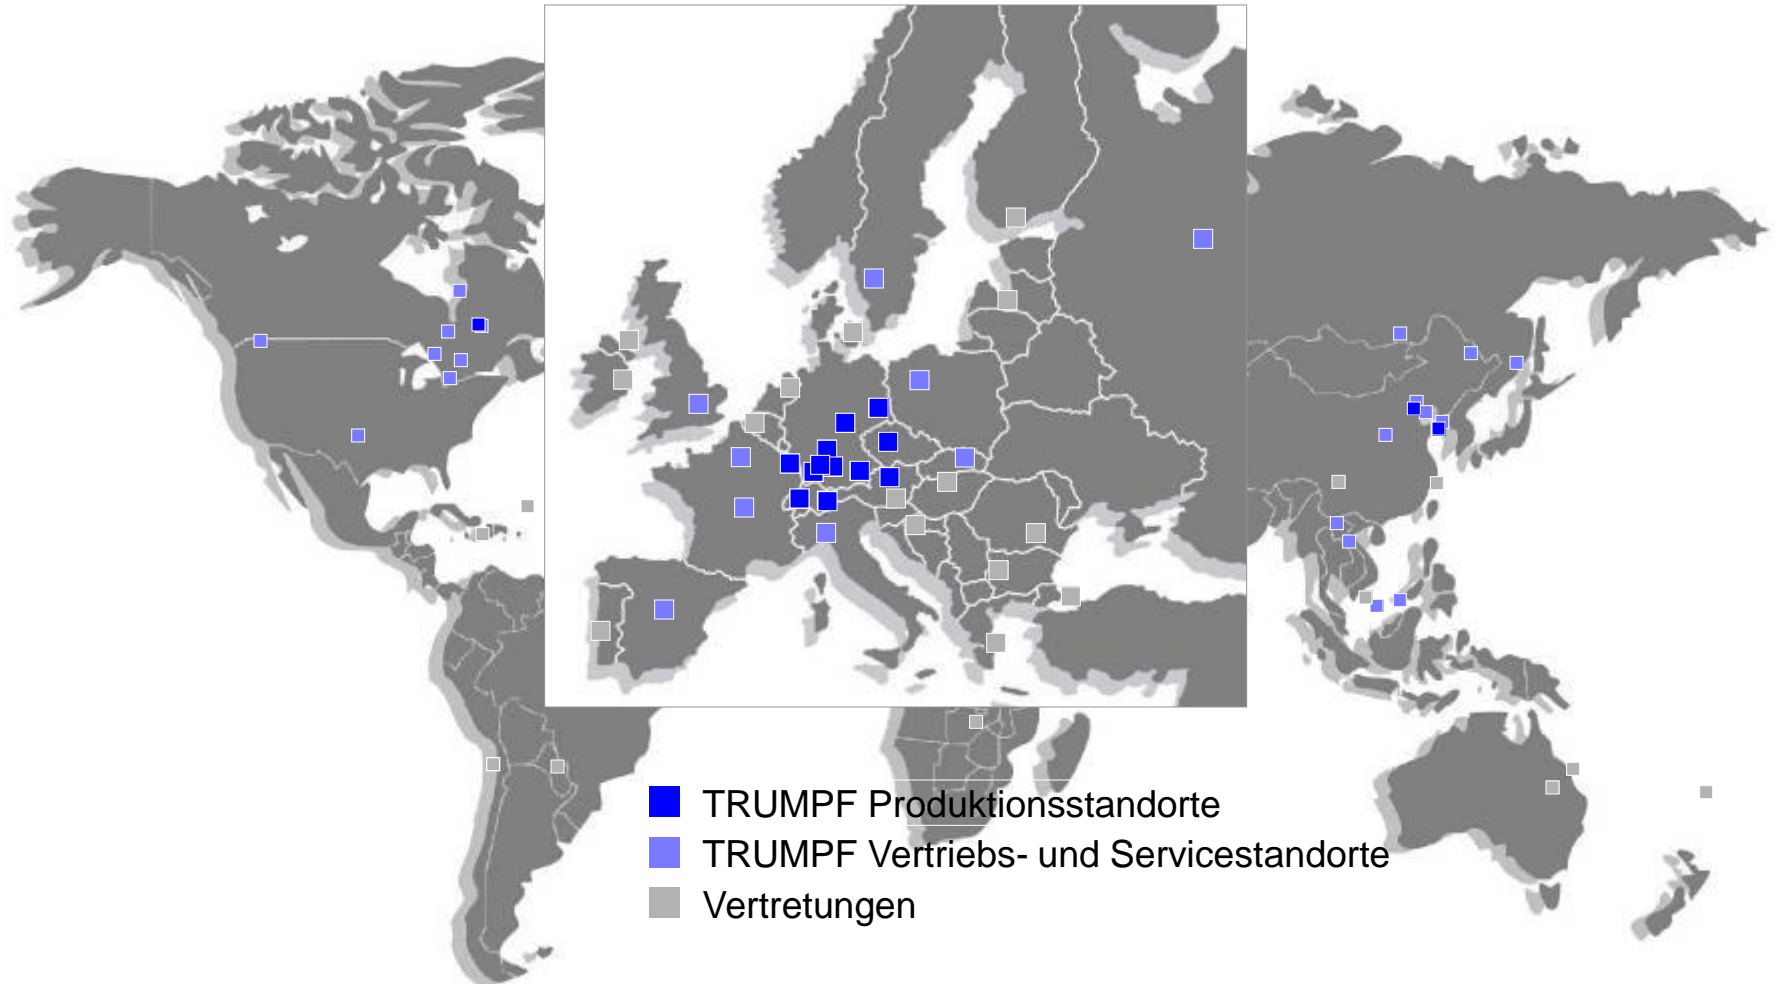 TRUMPF Produktionsstandorte
TRUMPF Vertriebs- und Servicestandorte
Vertretungen